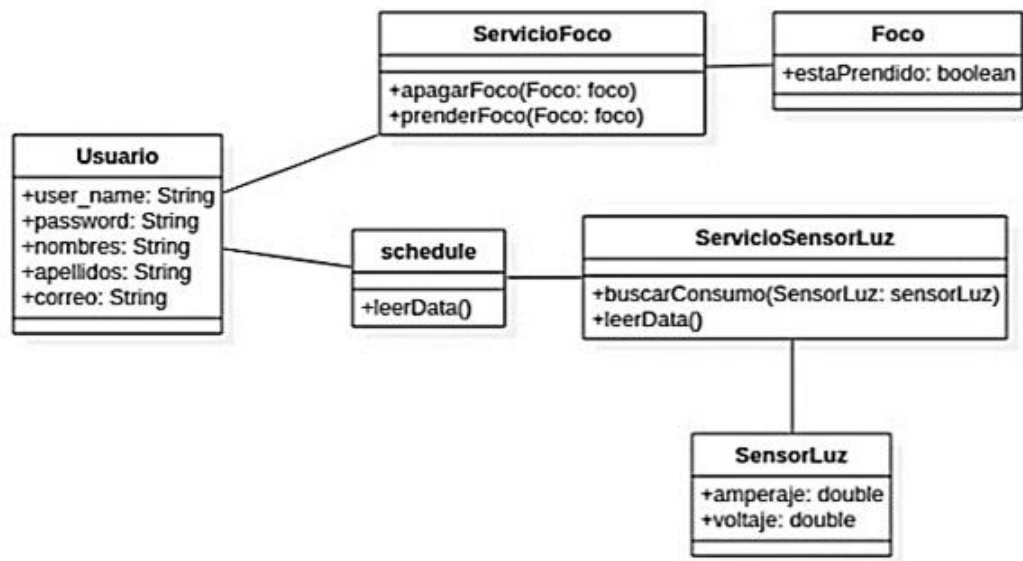 ServicioFoco
+apagarFoco(Foco: foco)
+prenderFoco(Foco: foco)
Foco
+estaPrendido: boolean
Usuario
+user_name: String
+password: String
+nombres: String
+apellidos: String
+correo: String
schedule
+leerData()
ServicioSensorLuz
+buscarConsumo(SensorLuz: sensorLuz)
+leerData()
SensorLuz
+amperaje: double
+voltaje: double